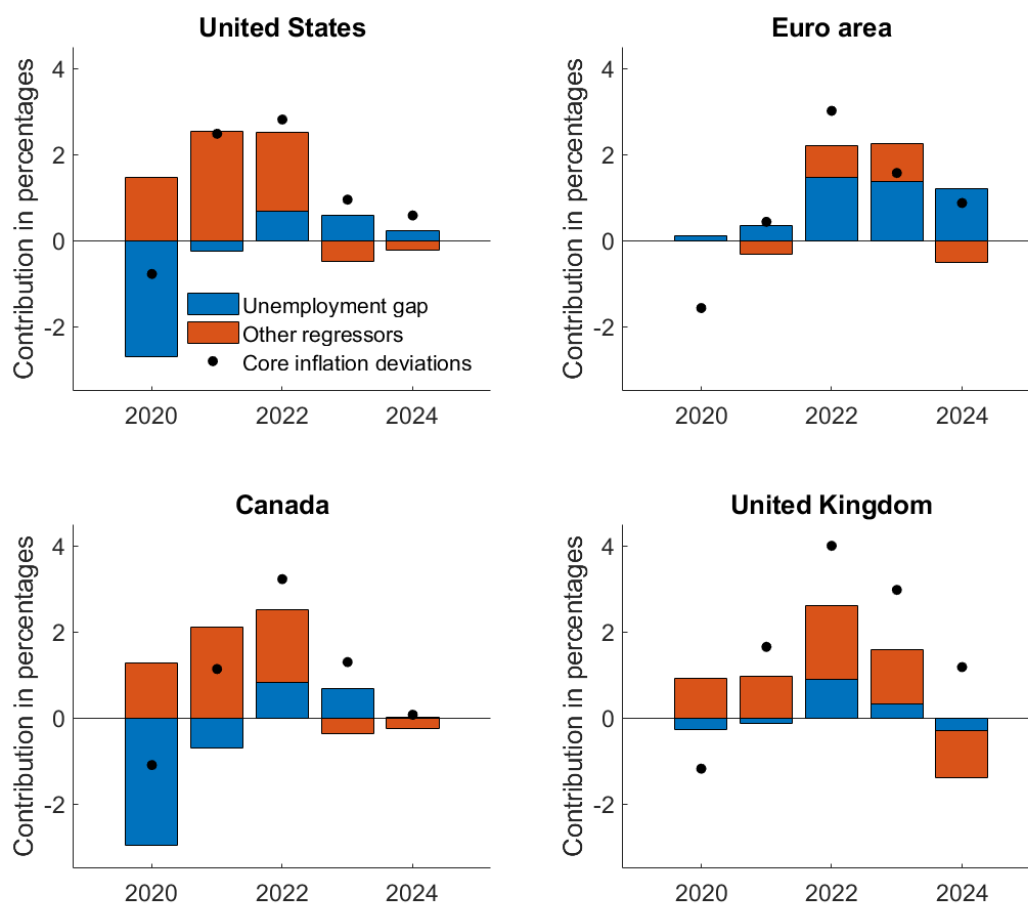 United States
Contribution in percentages
4
2
0
-2
Unemployment gap
Other regressors
Core inflation deviations
2020 2022 2024
Euro area
Contribution in percentages
4
2
0
-2
2020 2022 2024
Canada
Contribution in percentages
4
2
0
-2
2020 2022 2024
United Kingdom
Contribution in percentages
4
2
0
-2
2020 2022 2024